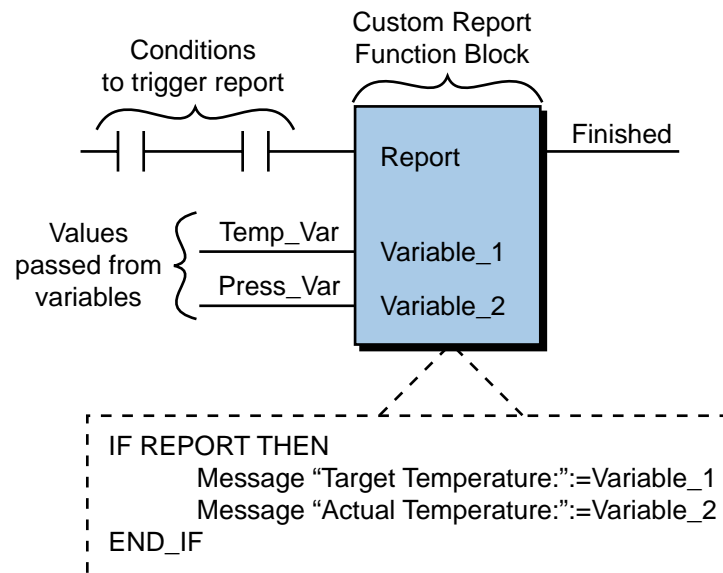 Conditions
to trigger report
Custom Report
Function Block
Report
Finished
Values
passed from
variables
Temp_Var
Variable_1
Press_Var
Variable_2
IF REPORT THEN
Message “Target Temperature:”:=Variable_1
Message “Actual Temperature:”:=Variable_2
END_IF